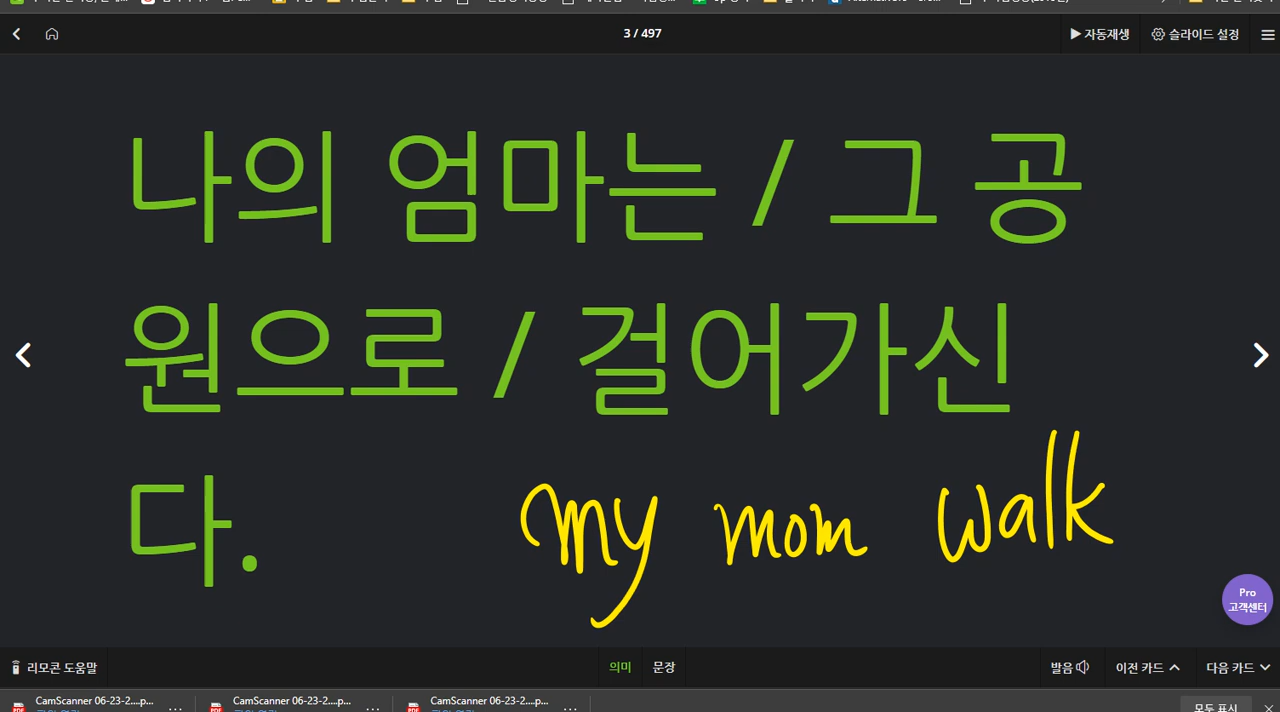 3 / 497
자동재생
슬라이드 설정
나의 엄마는 / 그 공
원으로 / 걸어가신
다.
my mom walk
Pro
고객센터
리모콘 도움말
의미
문장
발음
이전 카드
다음 카드
CamScanner 06-23-2....p...
CamScanner 06-23-2....p...
CamScanner 06-23-2....p...
모두 표시